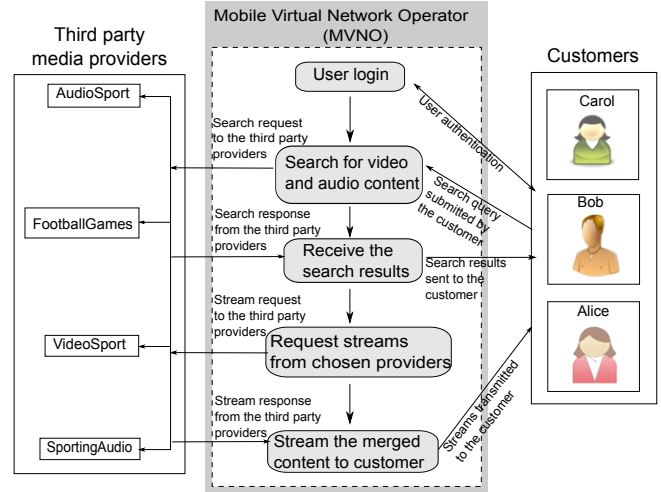 Mobile Virtual Network Operator
(MVNO)
Third party
media providers
AudioSport
FootballGames
VideoSport
SportingAudio
Search request
to the third party
providers
Search response
from the third party
providers
Stream request
to the third party
providers
Stream response
from the third party
providers
User login
Search for video
and audio content
Receive the
search results
Request streams
from chosen providers
Stream the merged
content to customer
User authentication
Search query
submitted by
the customer
Search results
sent to the
customer
Streams transmitted
to the customer
Customers
Carol
Bob
Alice